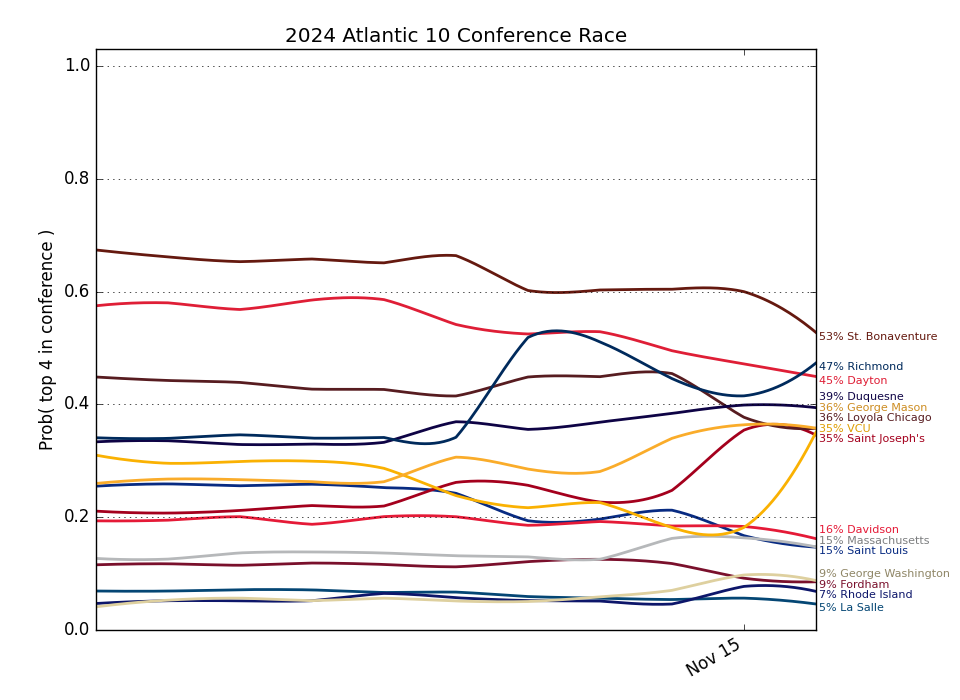 2024 Atlantic 10 Conference Race
Prob( top 4 in conference )
1.0
0.8
0.6
0.4
0.2
0.0
53% St. Bonaventure
47% Richmond
45% Dayton
39% Duquesne
36% George Mason
36% Loyola Chicago
35% VCU
35% Saint Joseph's
16% Davidson
15% Massachusetts
15% Saint Louis
9% George Washington
9% Fordham
7% Rhode Island
5% La Salle
Nov 15